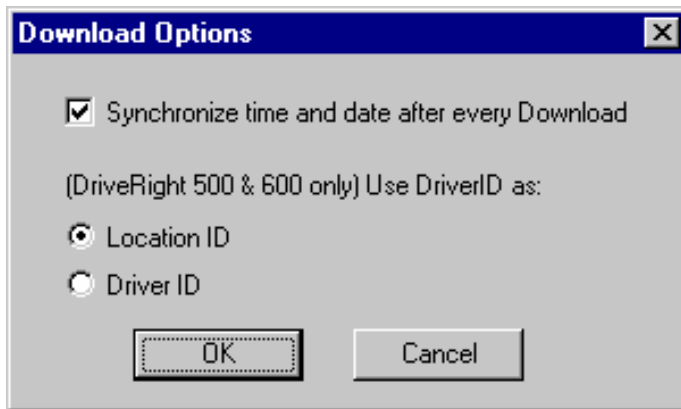 Download Options
Synchronize time and date after every Download
(DriveRight 500 & 600 only) Use DriverID as:
Location ID
Driver ID
OK
Cancel